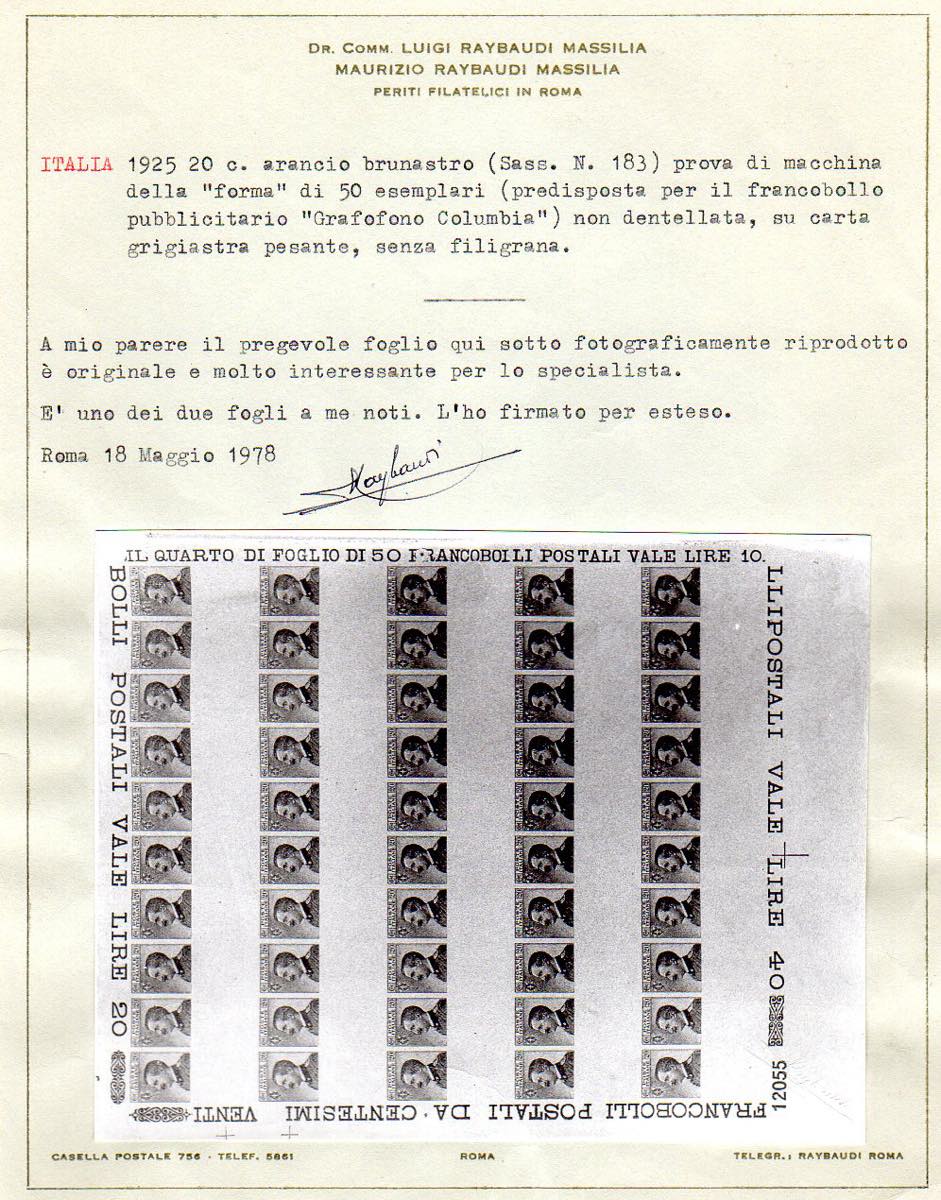 DR. COMM. LUIGI RAYBAUDI MASSILIA
MAURIZIO RAYBAUDI MASSILIA
PERITI FILATELICI IN ROMA
ITALIA 1925 20 c. arancio brunastro (Sass. N. 183) prova di macchina
della "forma" di 50 esemplari (predisposta per il francobollo
pubblicitario "Grafofono Columbia") non dentellata, su carta
grigiastra pesante, senza filigrana.
A mio parere il pregevole foglio qui sotto fotograficamente riprodotto
è originale e molto interessante per lo specialista.
E' uno dei due fogli a me noti. L'ho firmato per esteso.
Roma 18 Maggio 1978
Raybaudi
IL QUARTO DI FOGLIO DI 50 FRANCOBOLLI POSTALI VALE LIRE 10.
BOLLI POSTALI VALE LIRE 20
LLI POSTALI VALE LIRE 40
12055
FRANCOBOLLI POSTALI DA CENTESIMI VENTI
CASELLA POSTALE 756 · TELEF. 5861
ROMA
TELEGR.: RAYBAUDI ROMA